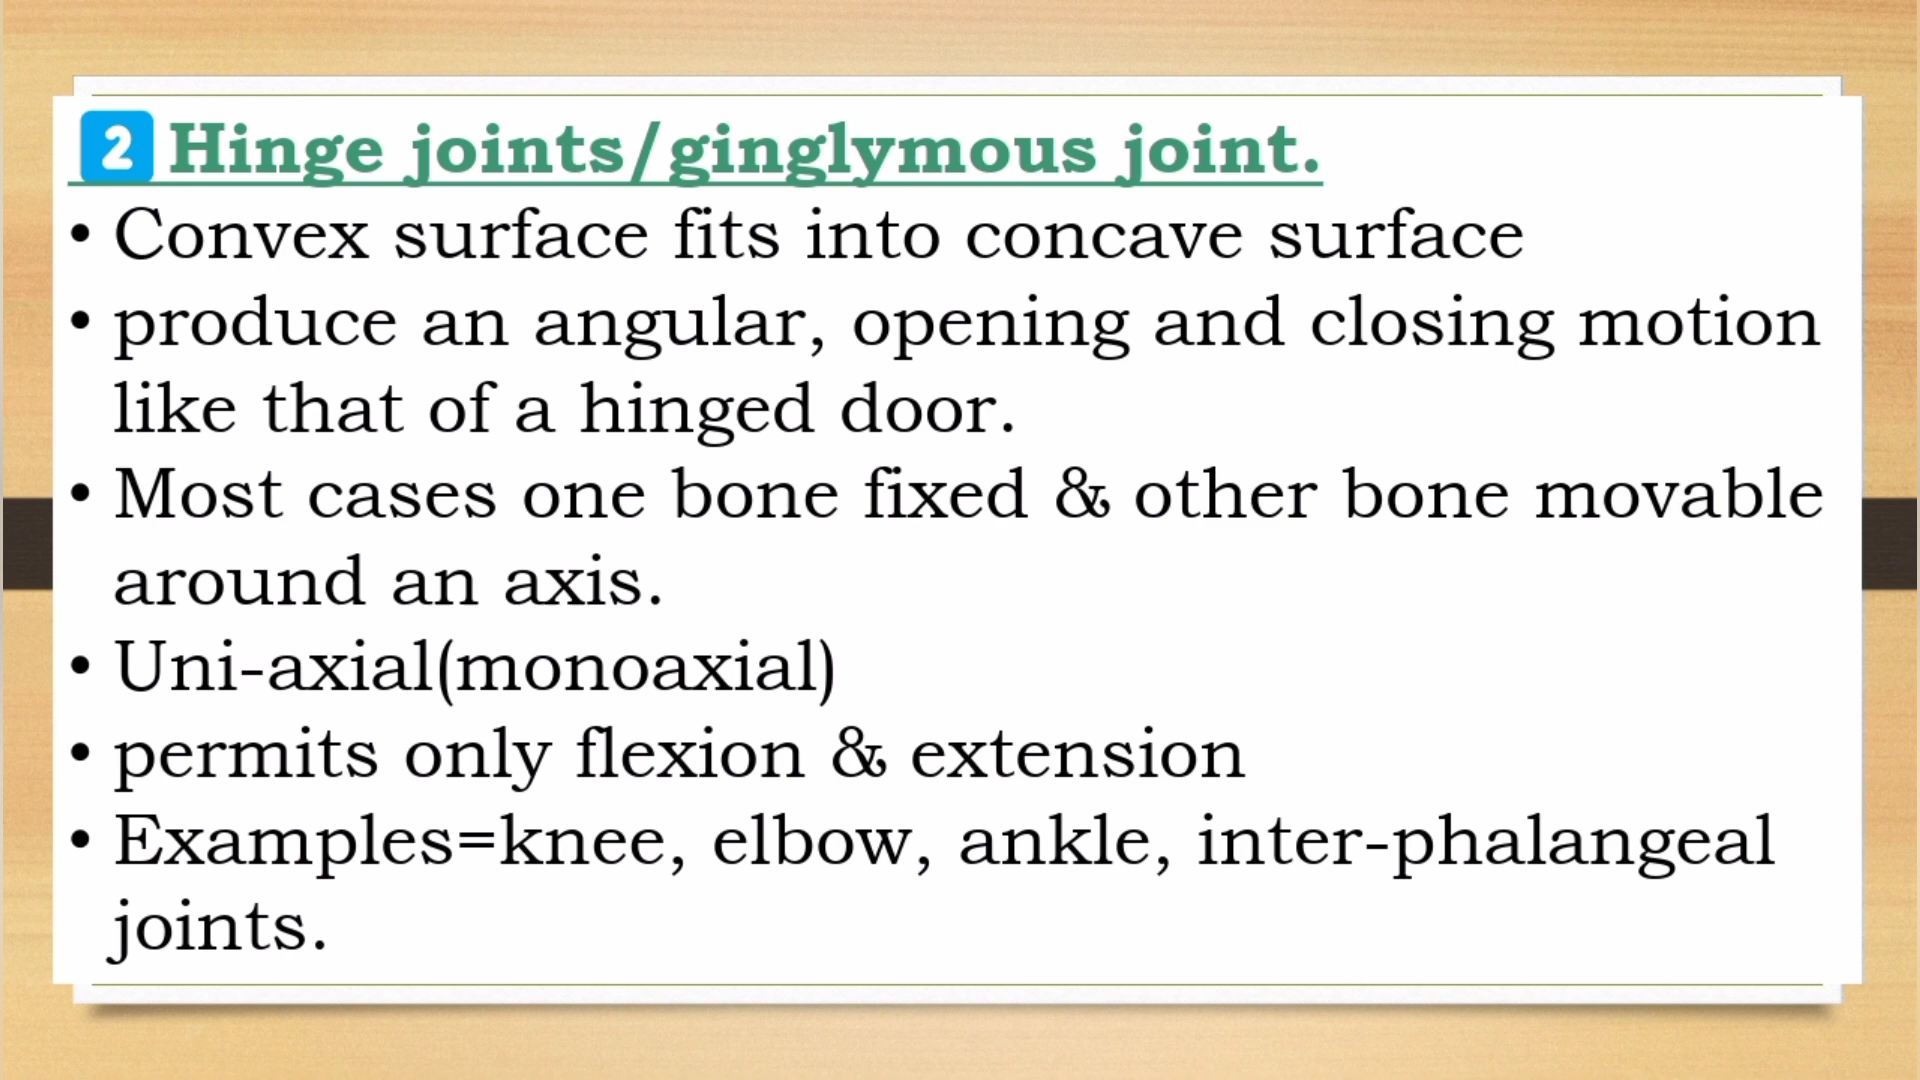 2 Hinge joints/ginglymous joint.
• Convex surface fits into concave surface
• produce an angular, opening and closing motion
like that of a hinged door.
• Most cases one bone fixed & other bone movable
around an axis.
• Uni-axial(monoaxial)
• permits only flexion & extension
• Examples=knee, elbow, ankle, inter-phalangeal
joints.